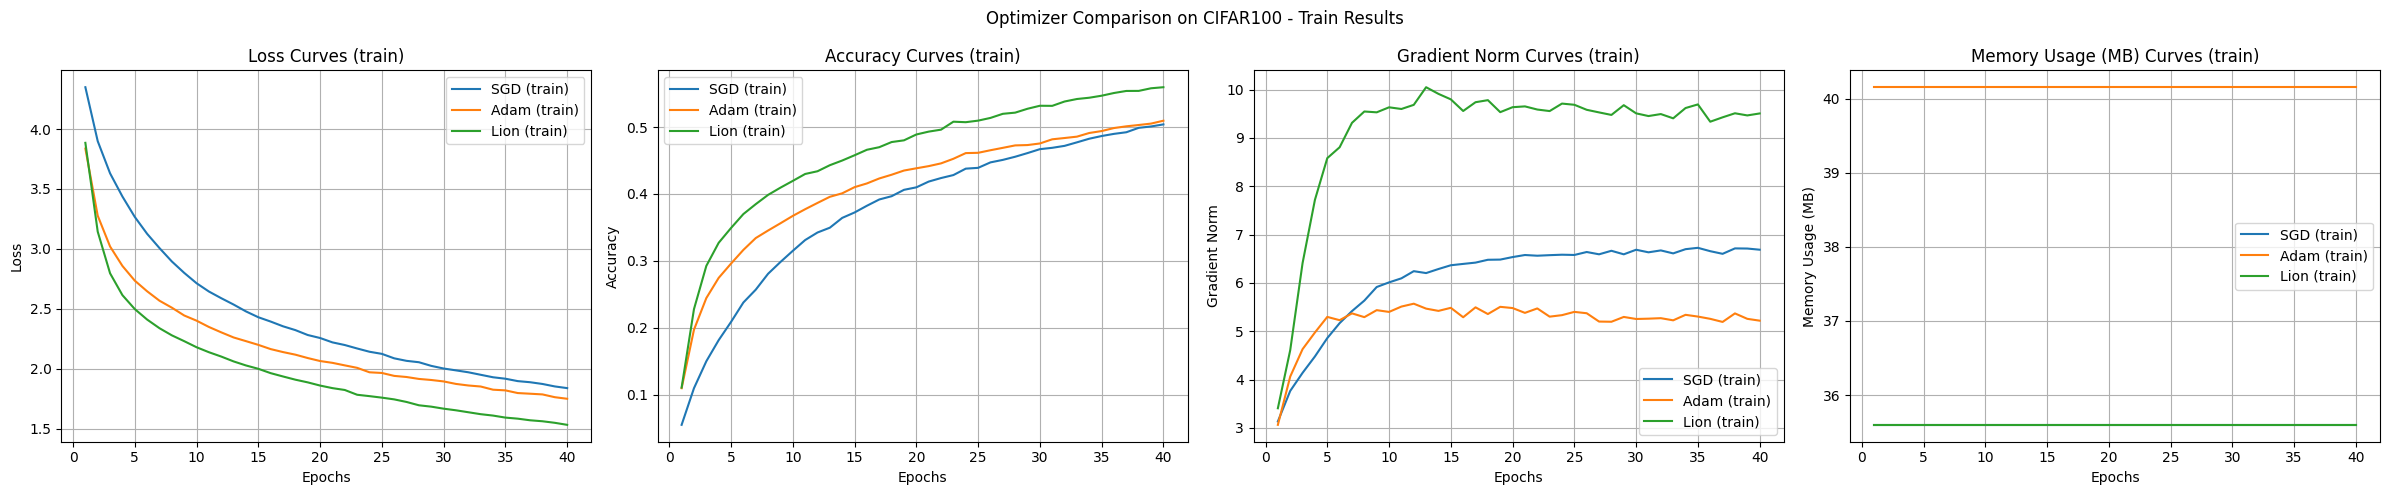 Optimizer Comparison on CIFAR100 - Train Results
Loss Curves (train)
Loss
4.0
3.5
3.0
2.5
2.0
1.5
SGD (train)
Adam (train)
Lion (train)
0 5 10 15 20 25 30 35 40
Epochs
Accuracy Curves (train)
Accuracy
0.5
0.4
0.3
0.2
0.1
SGD (train)
Adam (train)
Lion (train)
0 5 10 15 20 25 30 35 40
Epochs
Gradient Norm Curves (train)
Gradient Norm
10
9
8
7
6
5
4
3
SGD (train)
Adam (train)
Lion (train)
0 5 10 15 20 25 30 35 40
Epochs
Memory Usage (MB) Curves (train)
Memory Usage (MB)
40
39
38
37
36
SGD (train)
Adam (train)
Lion (train)
0 5 10 15 20 25 30 35 40
Epochs